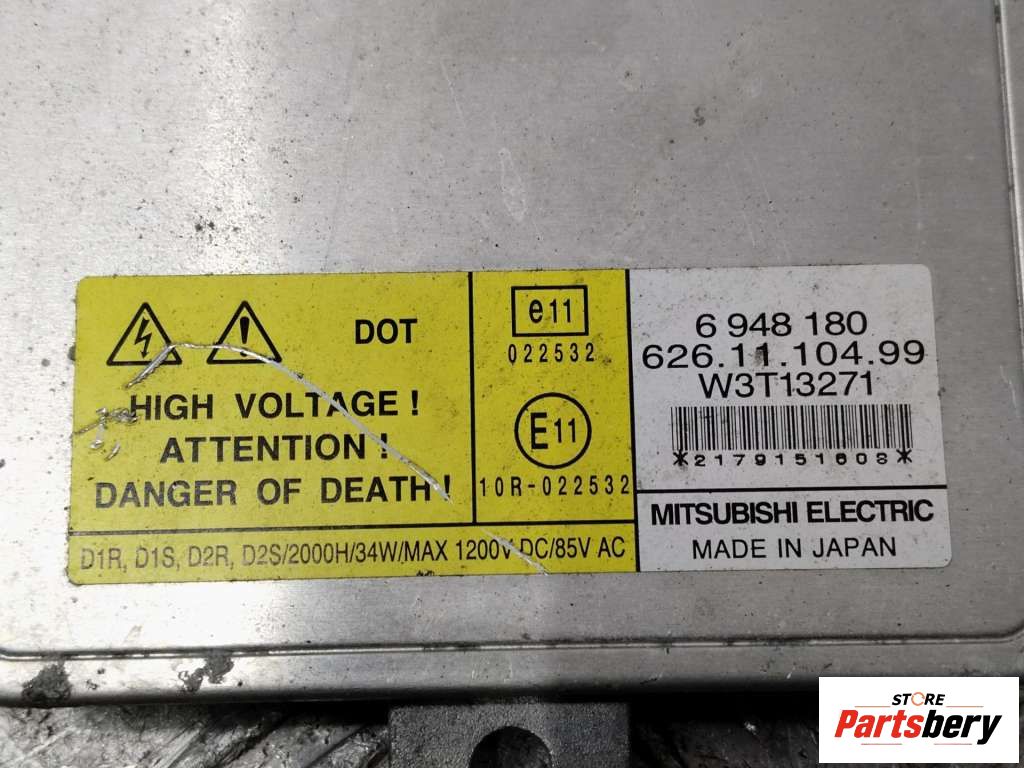 DOT
HIGH VOLTAGE !
ATTENTION !
DANGER OF DEATH !
D1R, D1S, D2R, D2S/2000H/34W/MAX 1200V DC/85V AC
e11
022532
E11
10R-022532
6 948 180
626.11.104.99
W3T13271
*2179151608*
MITSUBISHI ELECTRIC
MADE IN JAPAN
STORE
Partsbery